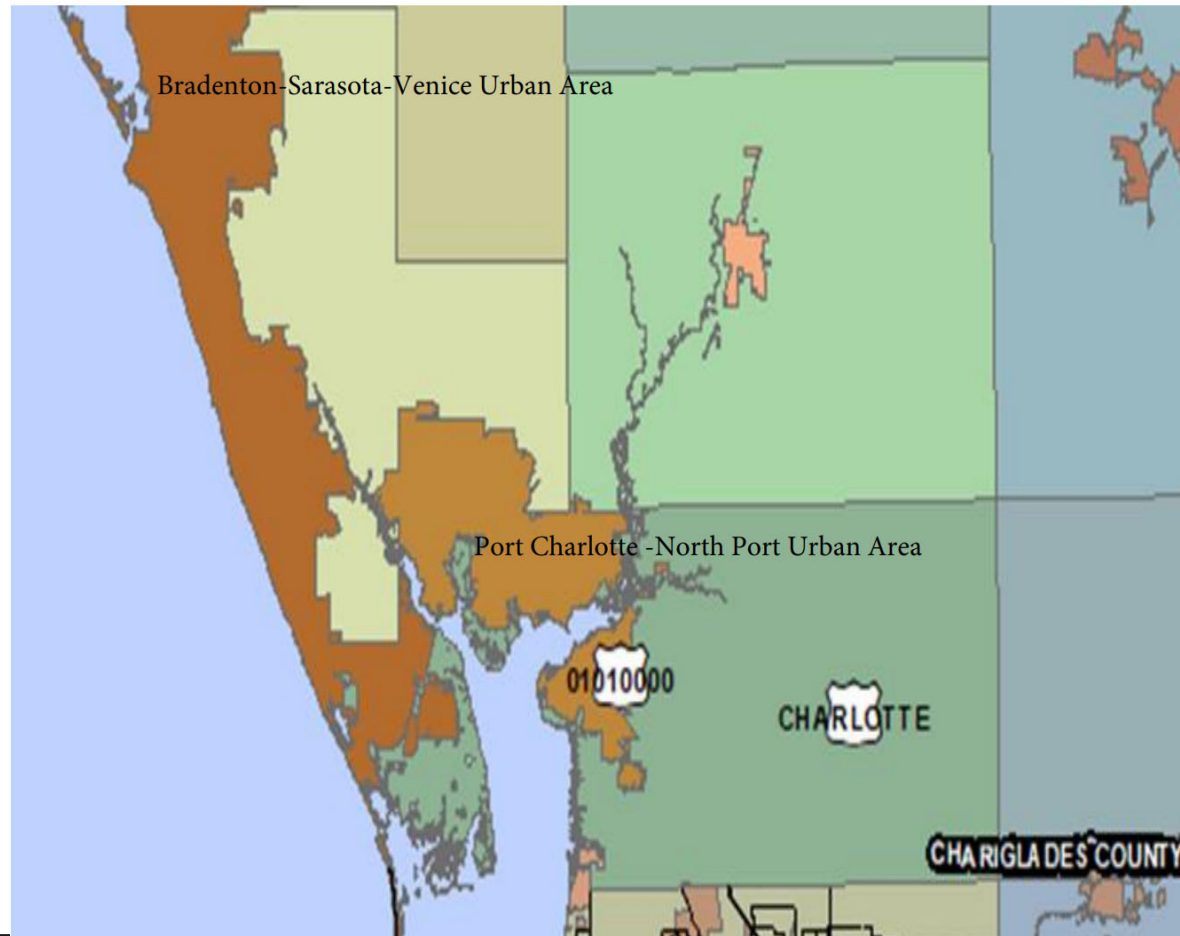 Bradenton-Sarasota-Venice Urban Area
Port Charlotte -North Port Urban Area
01010000
CHARLOTTE
CHARIGLADES COUNTY